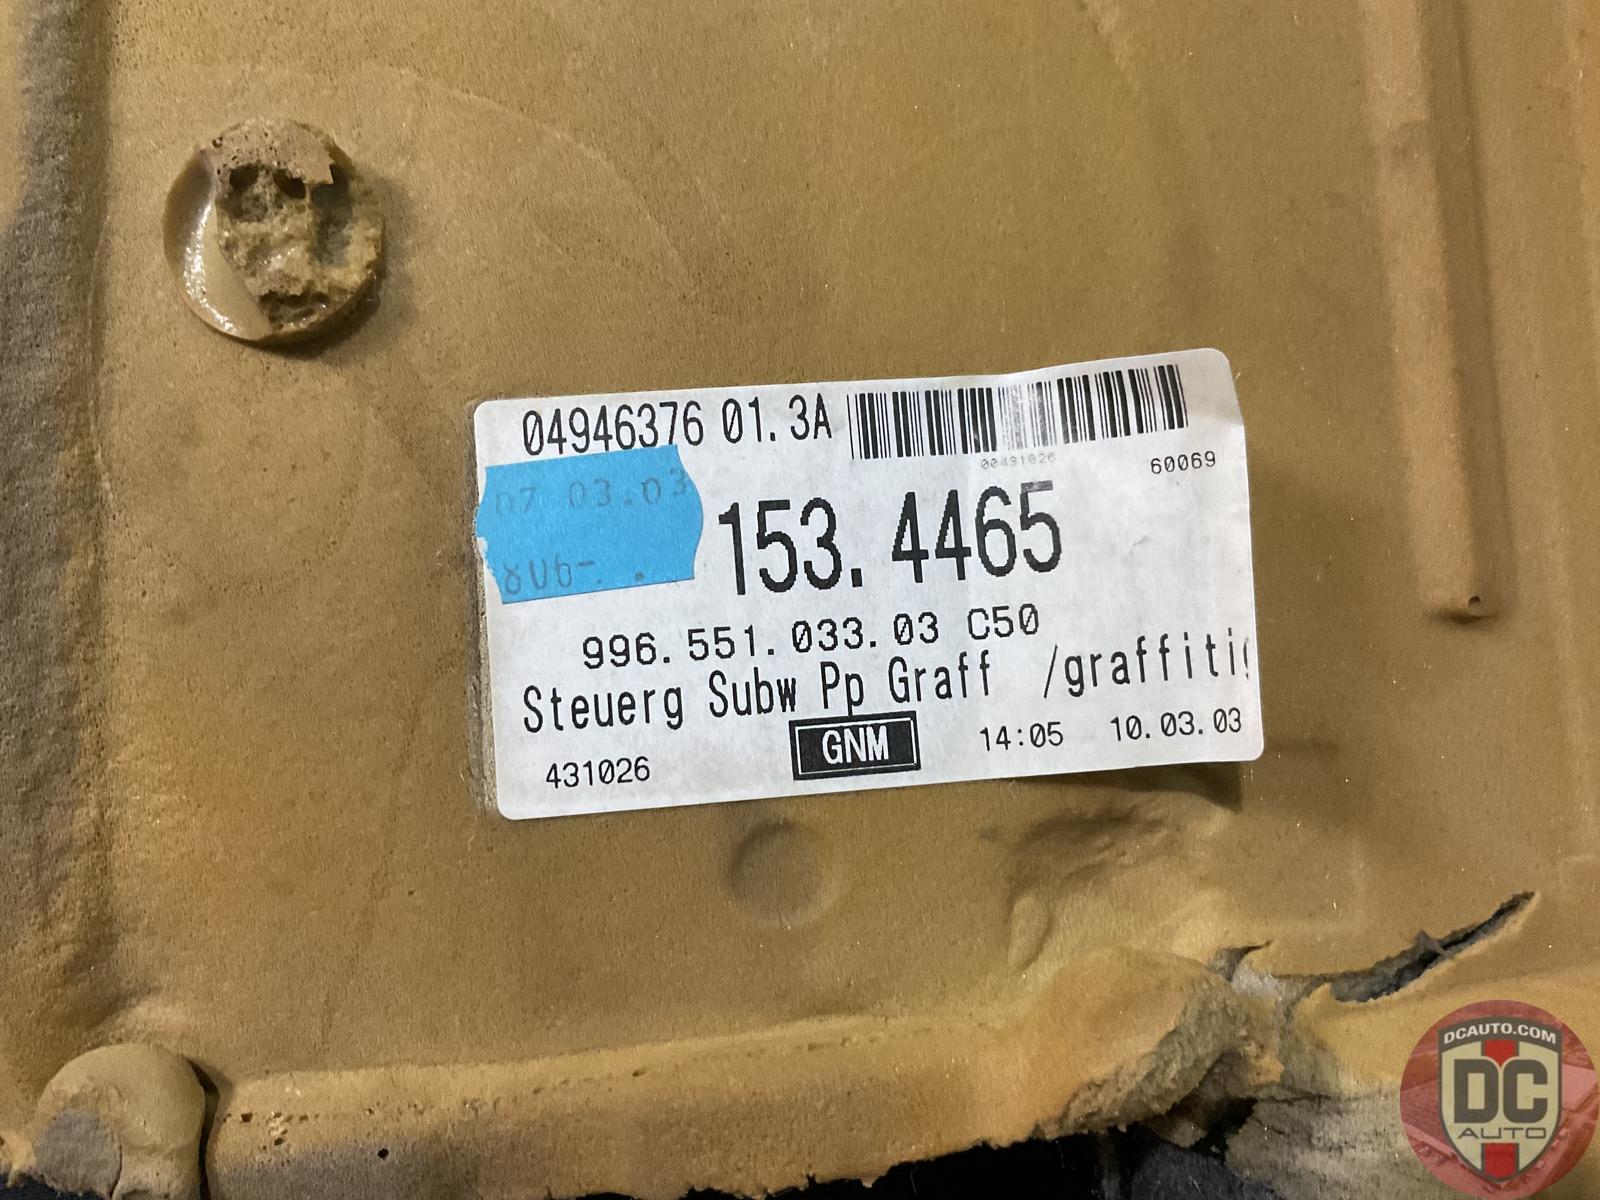 04946376 01.3A
00431026
60069
07 03.03
153.4465
996.551.033.03 C50
Steuerg Subw Pp Graff /graffiti
GNM
14:05 10.03.03
431026
DCAUTO.COM
DC
AUTO